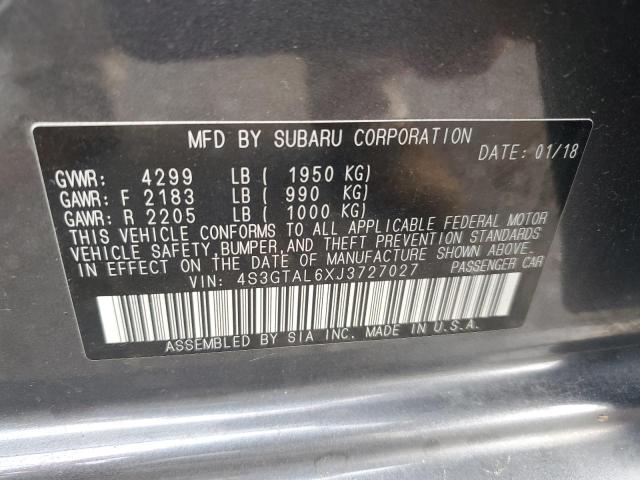 MFD BY SUBARU CORPORATION
DATE: 01/18
GVWR: 4299 LB ( 1950 KG)
GAWR: F 2183 LB ( 990 KG)
GAWR: R 2205 LB ( 1000 KG)
THIS VEHICLE CONFORMS TO ALL APPLICABLE FEDERAL MOTOR
VEHICLE SAFETY, BUMPER, AND THEFT PREVENTION STANDARDS
IN EFFECT ON THE DATE OF MANUFACTURE SHOWN ABOVE.
VIN: 4S3GTAL6XJ3727027 PASSENGER CAR
ASSEMBLED BY SIA INC. MADE IN U.S.A.